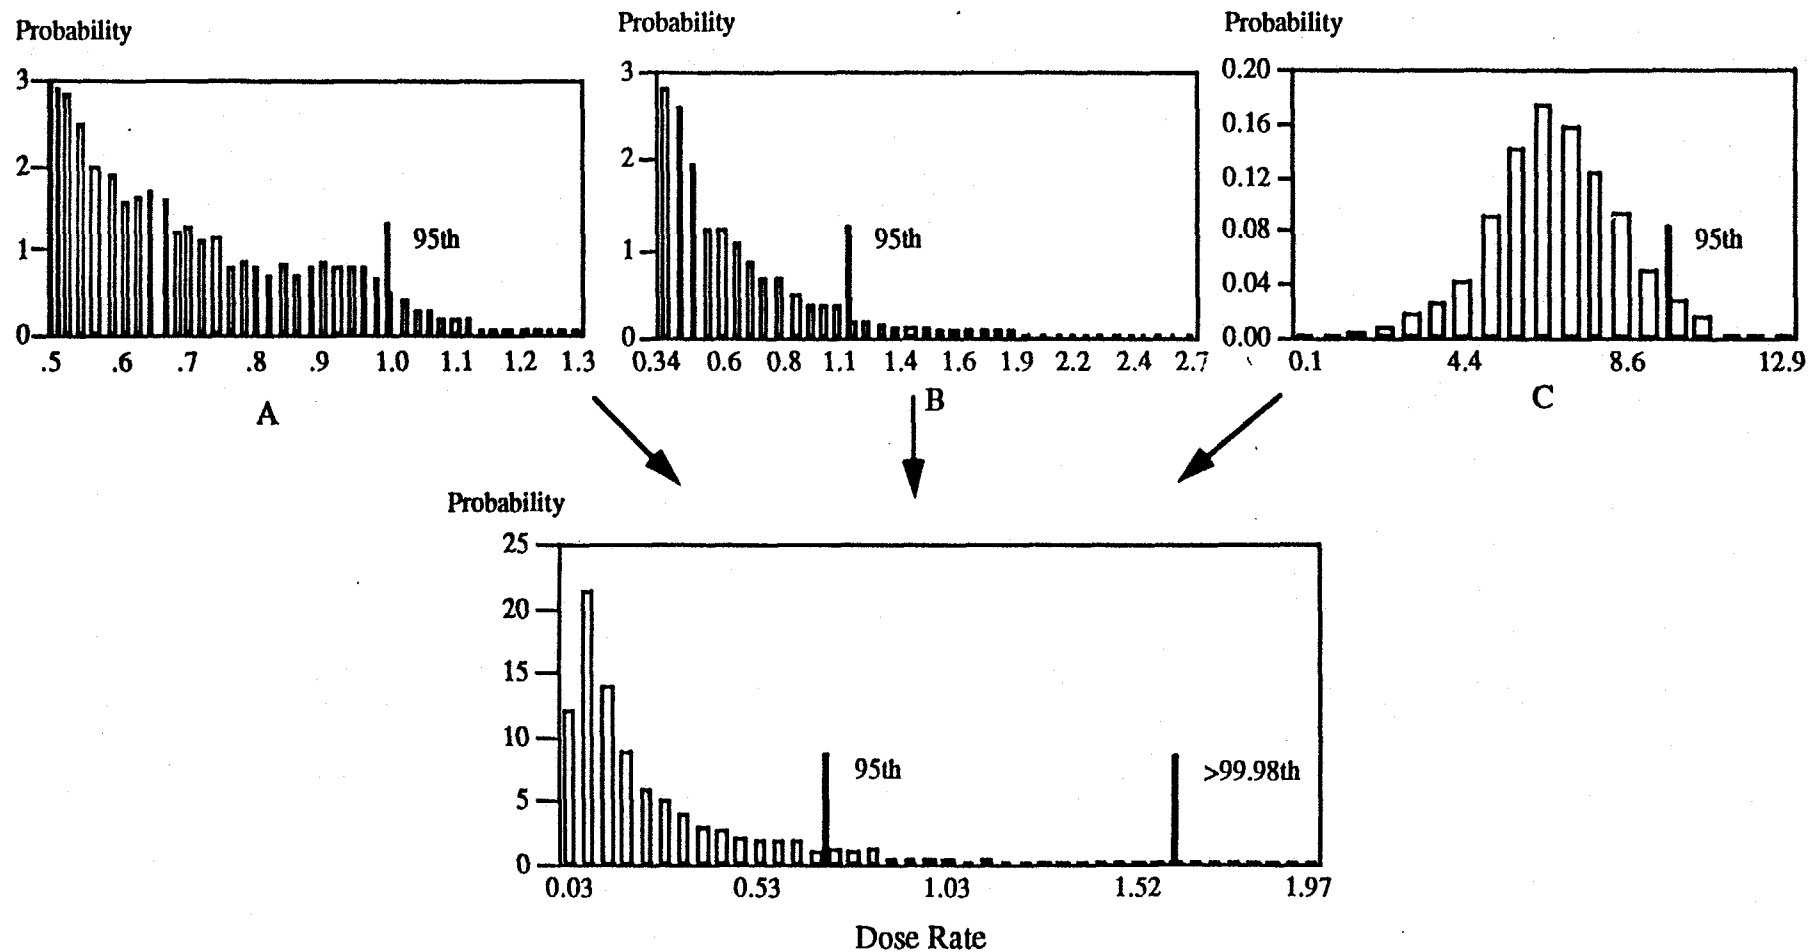 Probability
3
2
1
0
.5 .6 .7 .8 .9 1.0 1.1 1.2 1.3
95th
A
Probability
3
2
1
0
0.34 0.6 0.8 1.1 1.4 1.6 1.9 2.2 2.4 2.7
95th
B
Probability
0.20
0.16
0.12
0.08
0.04
0.00
0.1 4.4 8.6 12.9
95th
C
Probability
25
20
15
10
5
0
0.03 0.53 1.03 1.52 1.97
95th
>99.98th
Dose Rate